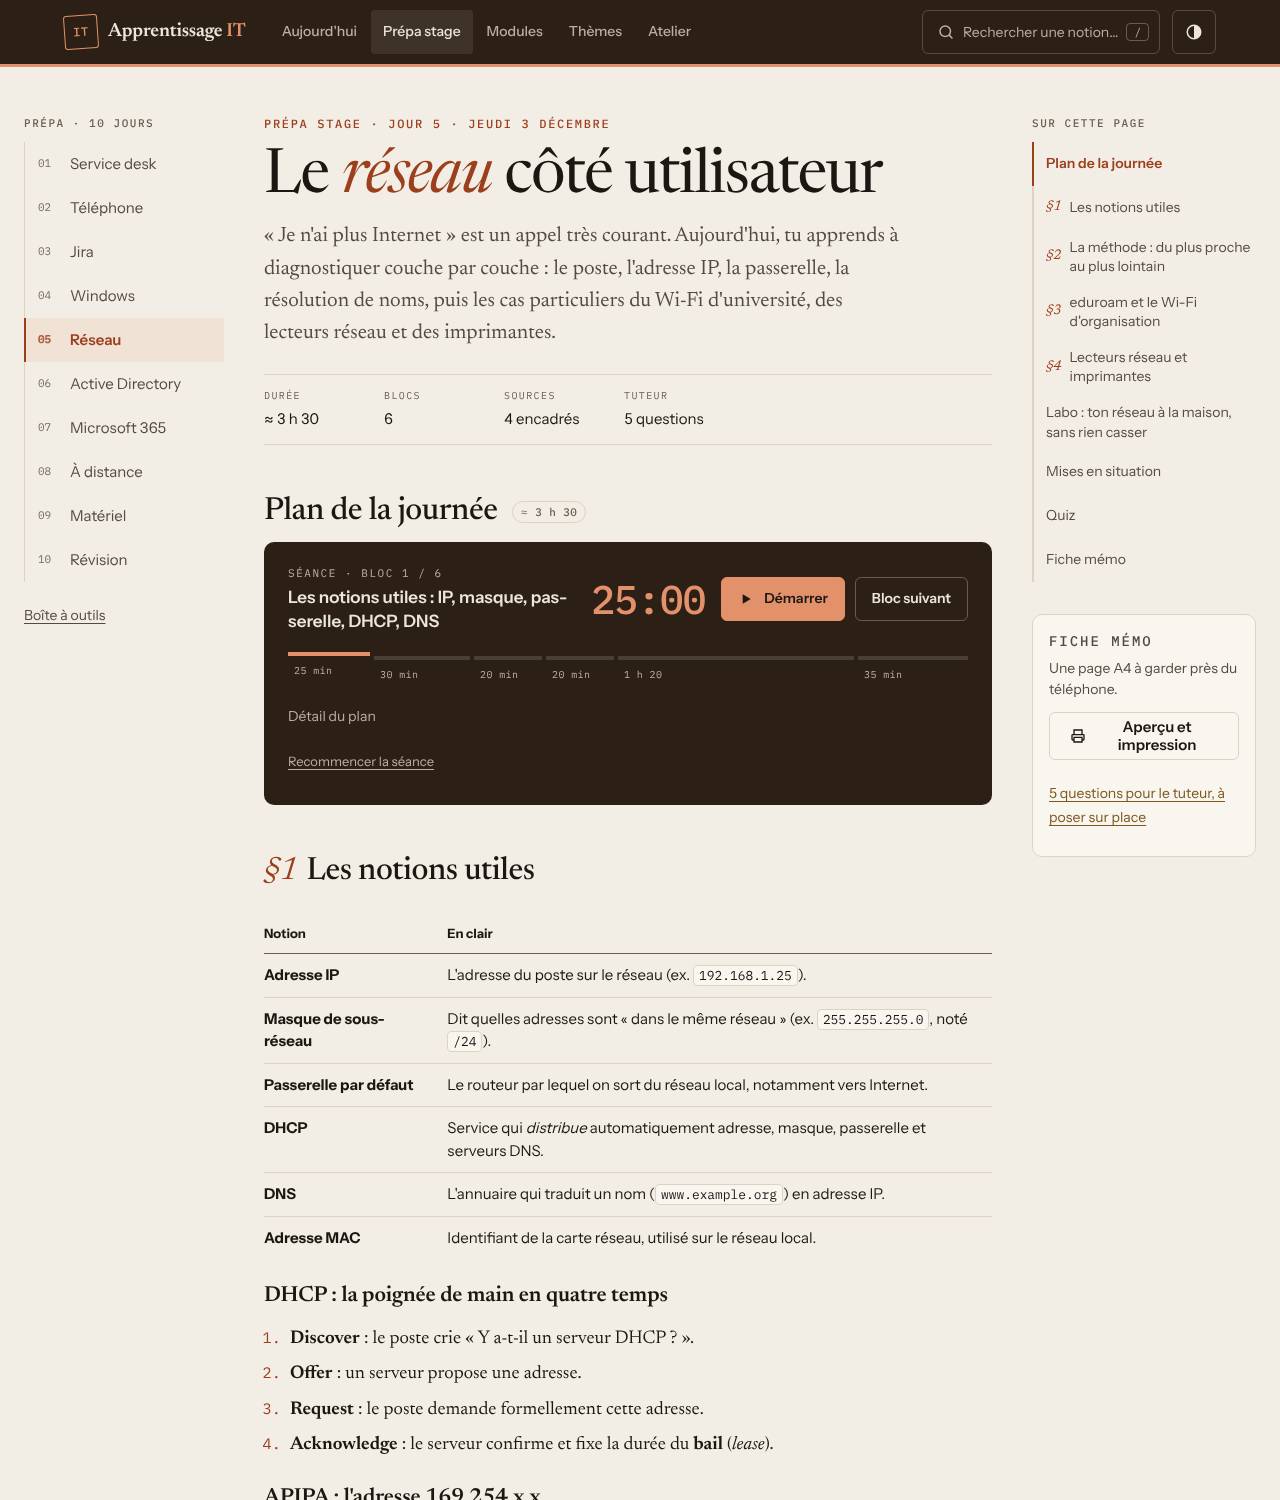 IT Apprentissage IT Aujourd'hui Prépa stage Modules Thèmes Atelier Rechercher une notion... /
PRÉPA · 10 JOURS
01 Service desk
02 Téléphone
03 Jira
04 Windows
05 Réseau
06 Active Directory
07 Microsoft 365
08 À distance
09 Matériel
10 Révision
Boîte à outils
PRÉPA STAGE · JOUR 5 · JEUDI 3 DÉCEMBRE
Le réseau côté utilisateur
« Je n'ai plus Internet » est un appel très courant. Aujourd'hui, tu apprends à
diagnostiquer couche par couche : le poste, l'adresse IP, la passerelle, la
résolution de noms, puis les cas particuliers du Wi-Fi d'université, des
lecteurs réseau et des imprimantes.
DURÉE BLOCS SOURCES TUTEUR
≈ 3 h 30 6 4 encadrés 5 questions
Plan de la journée ≈ 3 h 30
SÉANCE · BLOC 1 / 6
Les notions utiles : IP, masque, pas-
serelle, DHCP, DNS
25:00 Démarrer Bloc suivant
25 min 30 min 20 min 20 min 1 h 20 35 min
Détail du plan
Recommencer la séance
§1 Les notions utiles
Notion En clair
Adresse IP L'adresse du poste sur le réseau (ex. 192.168.1.25).
Masque de sous-
réseau
Dit quelles adresses sont « dans le même réseau » (ex. 255.255.255.0, noté
/24).
Passerelle par défaut Le routeur par lequel on sort du réseau local, notamment vers Internet.
DHCP Service qui distribue automatiquement adresse, masque, passerelle et
serveurs DNS.
DNS L'annuaire qui traduit un nom (www.example.org) en adresse IP.
Adresse MAC Identifiant de la carte réseau, utilisé sur le réseau local.
DHCP : la poignée de main en quatre temps
1. Discover : le poste crie « Y a-t-il un serveur DHCP ? ».
2. Offer : un serveur propose une adresse.
3. Request : le poste demande formellement cette adresse.
4. Acknowledge : le serveur confirme et fixe la durée du bail (lease).
APIPA : l'adresse 169.254.x.x
SUR CETTE PAGE
Plan de la journée
§1 Les notions utiles
§2 La méthode : du plus proche
au plus lointain
§3 eduroam et le Wi-Fi
d'organisation
§4 Lecteurs réseau et
imprimantes
Labo : ton réseau à la maison,
sans rien casser
Mises en situation
Quiz
Fiche mémo
FICHE MÉMO
Une page A4 à garder près du
téléphone.
Aperçu et
impression
5 questions pour le tuteur, à
poser sur place